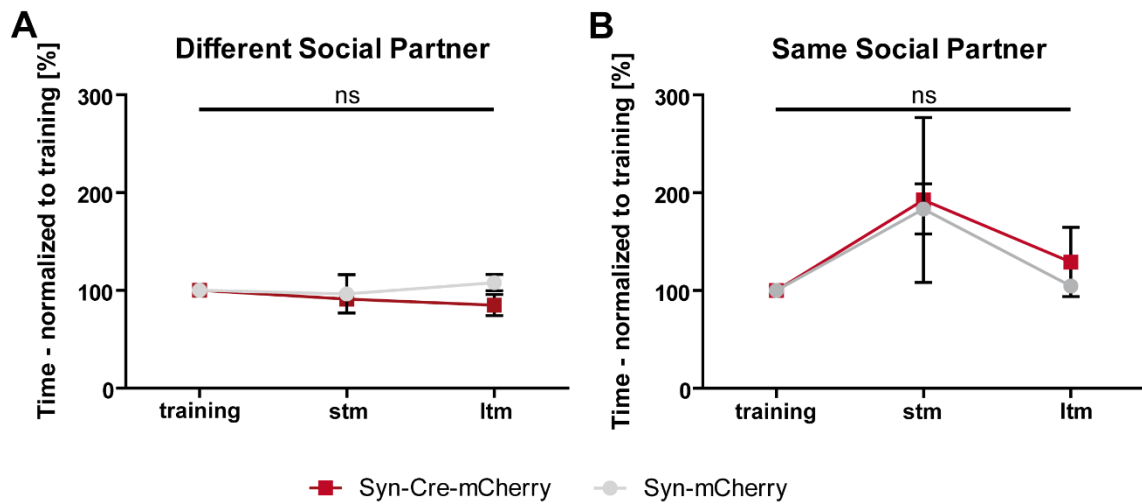 A
Different Social Partner
Time - normalized to training [%]
300
200
100
0
ns
training stm ltm
B
Same Social Partner
Time - normalized to training [%]
300
200
100
0
ns
training stm ltm
Syn-Cre-mCherry Syn-mCherry